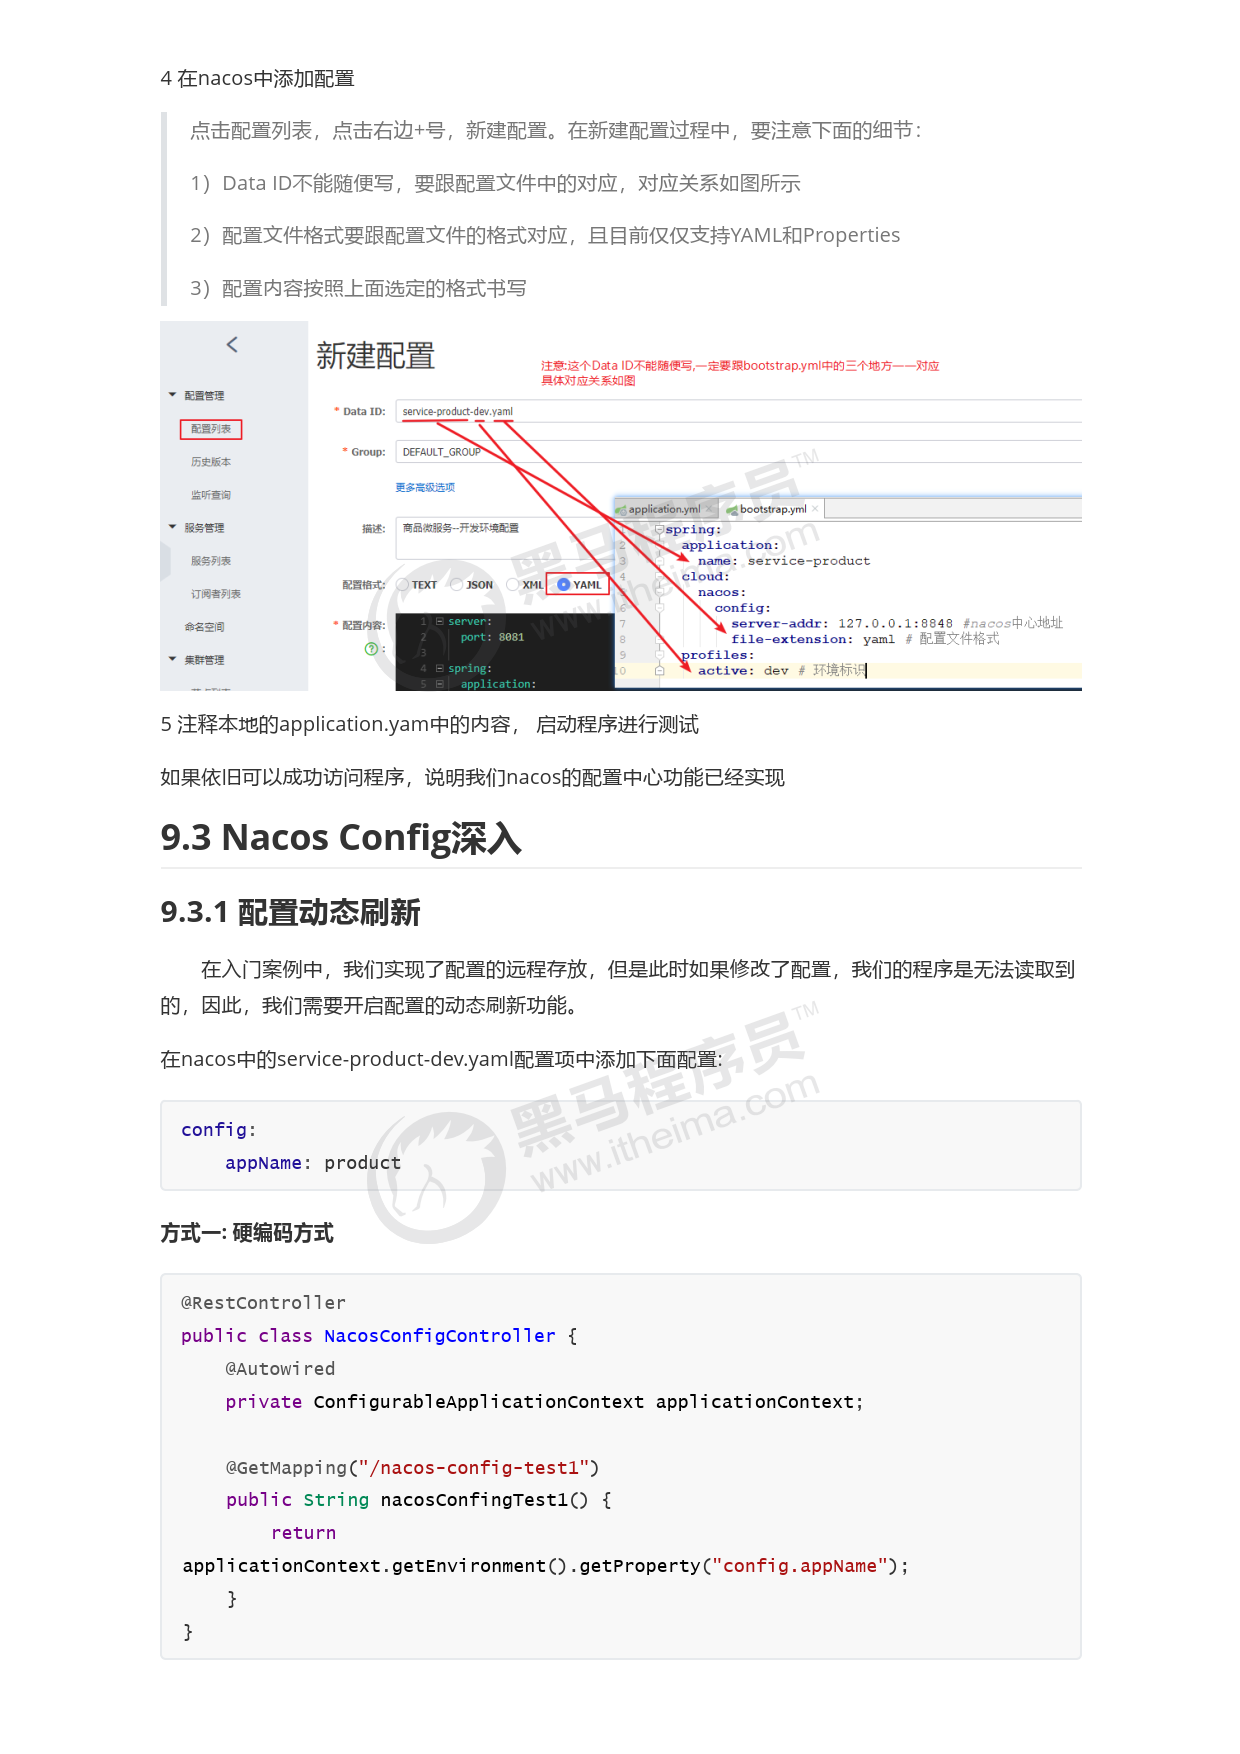 4 在nacos中添加配置
点击配置列表，点击右边+号，新建配置。在新建配置过程中，要注意下面的细节：
1）Data ID不能随便写，要跟配置文件中的对应，对应关系如图所示
2）配置文件格式要跟配置文件的格式对应，且目前仅仅支持YAML和Properties
3）配置内容按照上面选定的格式书写
新建配置
注意:这个Data ID不能随便写,一定要跟bootstrap.yml中的三个地方一一对应
具体对应关系如图
配置管理
配置列表
历史版本
监听查询
服务管理
服务列表
订阅者列表
命名空间
集群管理
* Data ID: service-product-dev.yaml
* Group: DEFAULT_GROUP
更多高级选项
描述: 商品微服务--开发环境配置
配置格式: TEXT JSON XML YAML
* 配置内容:
?:
1 server:
2 port: 8081
3
4 spring:
5 application:
application.yml × bootstrap.yml ×
1 spring:
2 application:
3 name: service-product
4 cloud:
5 nacos:
6 config:
7 server-addr: 127.0.0.1:8848 #nacos中心地址
8 file-extension: yaml # 配置文件格式
9 profiles:
10 active: dev # 环境标识
黑马程序员™
www.itheima.com
5 注释本地的application.yam中的内容， 启动程序进行测试
如果依旧可以成功访问程序，说明我们nacos的配置中心功能已经实现
9.3 Nacos Config深入
9.3.1 配置动态刷新
在入门案例中，我们实现了配置的远程存放，但是此时如果修改了配置，我们的程序是无法读取到
的，因此，我们需要开启配置的动态刷新功能。
在nacos中的service-product-dev.yaml配置项中添加下面配置:
黑马程序员™
www.itheima.com
config:
    appName: product
方式一: 硬编码方式
@RestController
public class NacosConfigController {
    @Autowired
    private ConfigurableApplicationContext applicationContext;
    @GetMapping("/nacos-config-test1")
    public String nacosConfingTest1() {
        return
applicationContext.getEnvironment().getProperty("config.appName");
    }
}